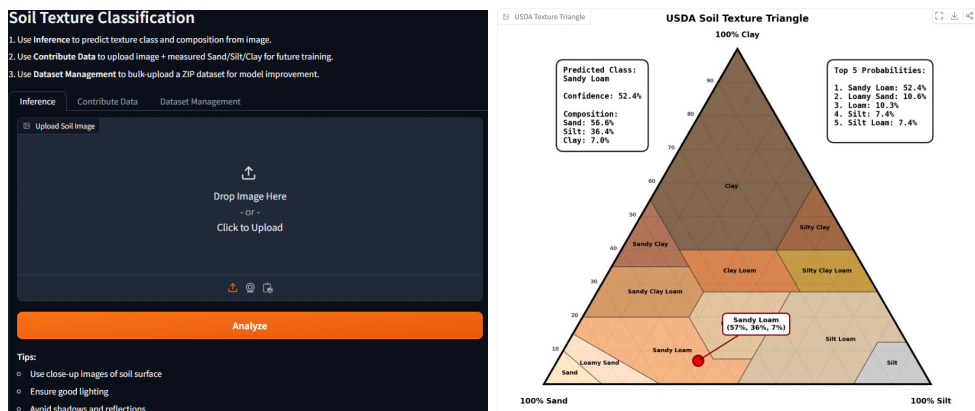 Soil Texture Classification
1. Use Inference to predict texture class and composition from image.
2. Use Contribute Data to upload image + measured Sand/Silt/Clay for future training.
3. Use Dataset Management to bulk-upload a ZIP dataset for model improvement.
Inference Contribute Data Dataset Management
Upload Soil Image
Drop Image Here
- or -
Click to Upload
Analyze
Tips:
Use close-up images of soil surface
Ensure good lighting
Avoid shadows and reflections
USDA Texture Triangle
USDA Soil Texture Triangle
100% Clay
Predicted Class:
Sandy Loam
Confidence: 52.4%
Composition:
Sand: 56.6%
Silt: 36.4%
Clay: 7.0%
Top 5 Probabilities:
1. Sandy Loam: 52.4%
2. Loamy Sand: 10.6%
3. Loam: 10.3%
4. Silt: 7.4%
5. Silt Loam: 7.4%
90
80
70
60
Clay
50
Silty Clay
40
Sandy Clay
Clay Loam
Silty Clay Loam
30
Sandy Clay Loam
20
Sandy Loam
(57%, 36%, 7%)
Silt Loam
10
Sandy Loam
Loamy Sand
Silt
Sand
100% Sand
100% Silt